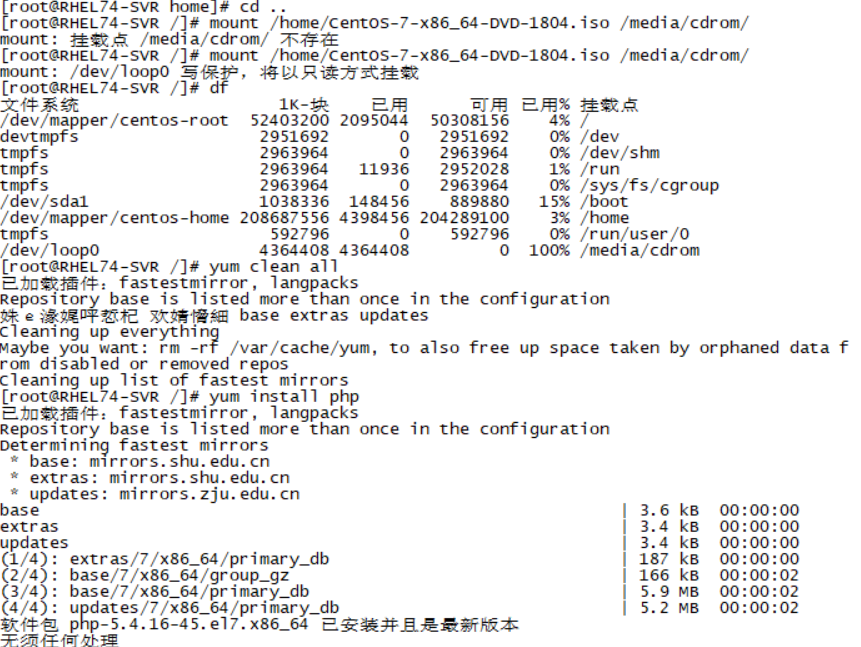 [root@RHEL74-SVR home]# cd ..
[root@RHEL74-SVR /]# mount /home/CentOS-7-x86_64-DVD-1804.iso /media/cdrom/
mount: 挂载点 /media/cdrom/ 不存在
[root@RHEL74-SVR /]# mount /home/CentOS-7-x86_64-DVD-1804.iso /media/cdrom/
mount: /dev/loop0 写保护，将以只读方式挂载
[root@RHEL74-SVR /]# df
文件系统 1K-块 已用 可用 已用% 挂载点
/dev/mapper/centos-root 52403200 2095044 50308156 4% /
devtmpfs 2951692 0 2951692 0% /dev
tmpfs 2963964 0 2963964 0% /dev/shm
tmpfs 2963964 11936 2952028 1% /run
tmpfs 2963964 0 2963964 0% /sys/fs/cgroup
/dev/sda1 1038336 148456 889880 15% /boot
/dev/mapper/centos-home 208687556 4398456 204289100 3% /home
tmpfs 592796 0 592796 0% /run/user/0
/dev/loop0 4364408 4364408 0 100% /media/cdrom
[root@RHEL74-SVR /]# yum clean all
已加载插件：fastestmirror, langpacks
Repository base is listed more than once in the configuration
base extras updates
Cleaning up everything
Maybe you want: rm -rf /var/cache/yum, to also free up space taken by orphaned data f
rom disabled or removed repos
Cleaning up list of fastest mirrors
[root@RHEL74-SVR /]# yum install php
已加载插件：fastestmirror, langpacks
Repository base is listed more than once in the configuration
Determining fastest mirrors
* base: mirrors.shu.edu.cn
* extras: mirrors.shu.edu.cn
* updates: mirrors.zju.edu.cn
base | 3.6 kB 00:00:00
extras | 3.4 kB 00:00:00
updates | 3.4 kB 00:00:00
(1/4): extras/7/x86_64/primary_db | 187 kB 00:00:00
(2/4): base/7/x86_64/group_gz | 166 kB 00:00:02
(3/4): base/7/x86_64/primary_db | 5.9 MB 00:00:02
(4/4): updates/7/x86_64/primary_db | 5.2 MB 00:00:02
软件包 php-5.4.16-45.el7.x86_64 已安装并且是最新版本
无须任何处理